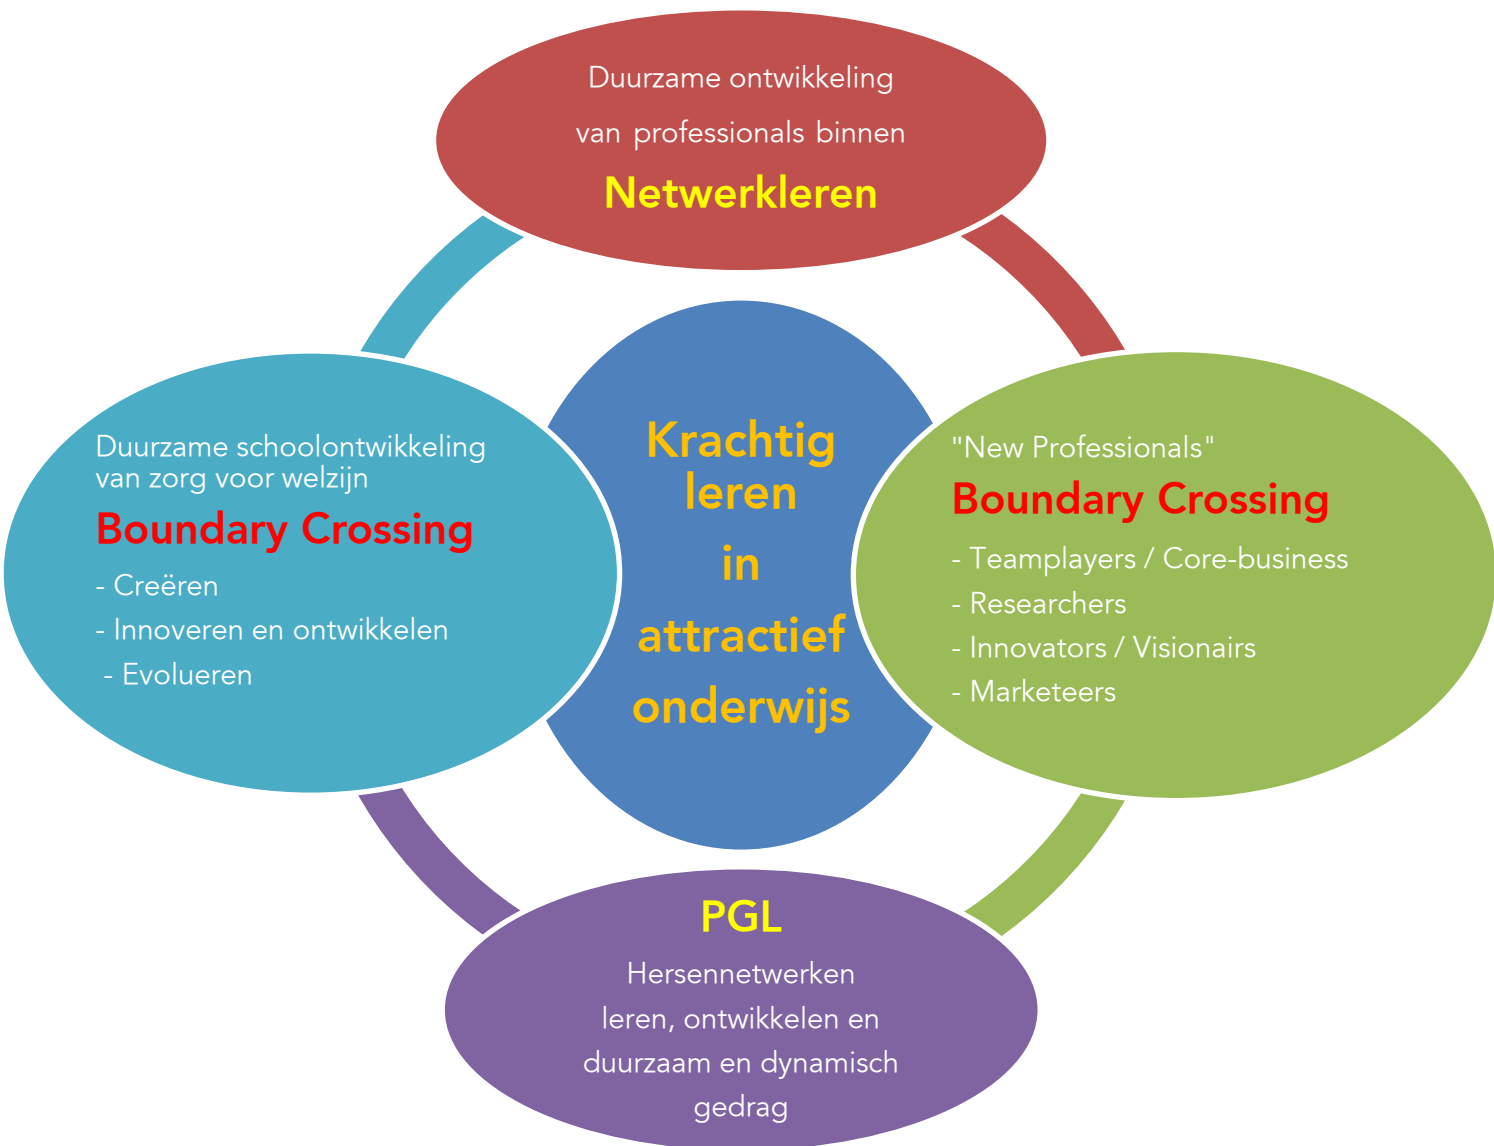 Duurzame ontwikkeling
van professionals binnen
Netwerkleren
Duurzame schoolontwikkeling
van zorg voor welzijn
Boundary Crossing
- Creëren
- Innoveren en ontwikkelen
- Evolueren
Krachtig
leren
in
attractief
onderwijs
"New Professionals"
Boundary Crossing
- Teamplayers / Core-business
- Researchers
- Innovators / Visionairs
- Marketeers
PGL
Hersennetwerken
leren, ontwikkelen en
duurzaam en dynamisch
gedrag